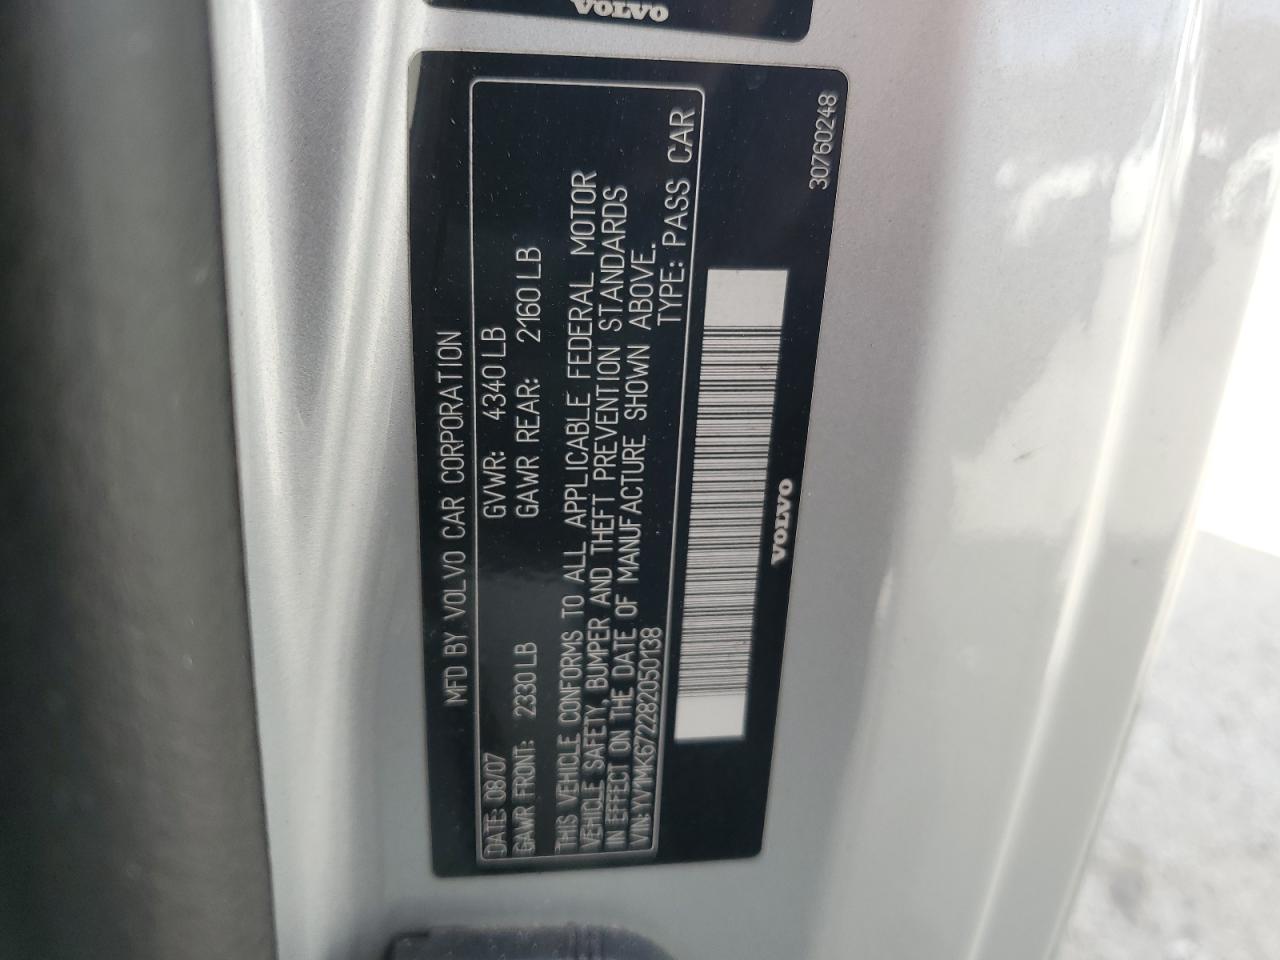 VOLVO
MFD BY VOLVO CAR CORPORATION
DATE: 08/07 GVWR: 4340 LB
GAWR FRONT: 2330 LB GAWR REAR: 2160 LB
THIS VEHICLE CONFORMS TO ALL APPLICABLE FEDERAL MOTOR
VEHICLE SAFETY, BUMPER AND THEFT PREVENTION STANDARDS
IN EFFECT ON THE DATE OF MANUFACTURE SHOWN ABOVE.
VIN: YV1MK672282050138 TYPE: PASS CAR
VOLVO
30760248